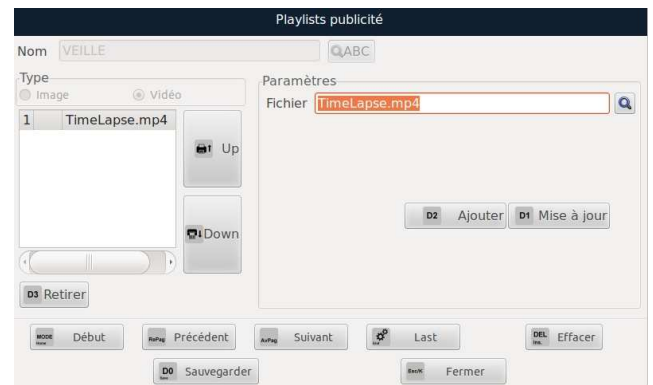 Playlists publicité
Nom VEILLE ABC
Type
Image Vidéo
1 TimeLapse.mp4
Up
Down
D3 Retirer
Paramètres
Fichier TimeLapse.mp4
D2 Ajouter D1 Mise à jour
MODE Début RePag Précédent AvPag Suivant Last DEL Ins. Effacer
D0 Sauvegarder Esc/K Fermer